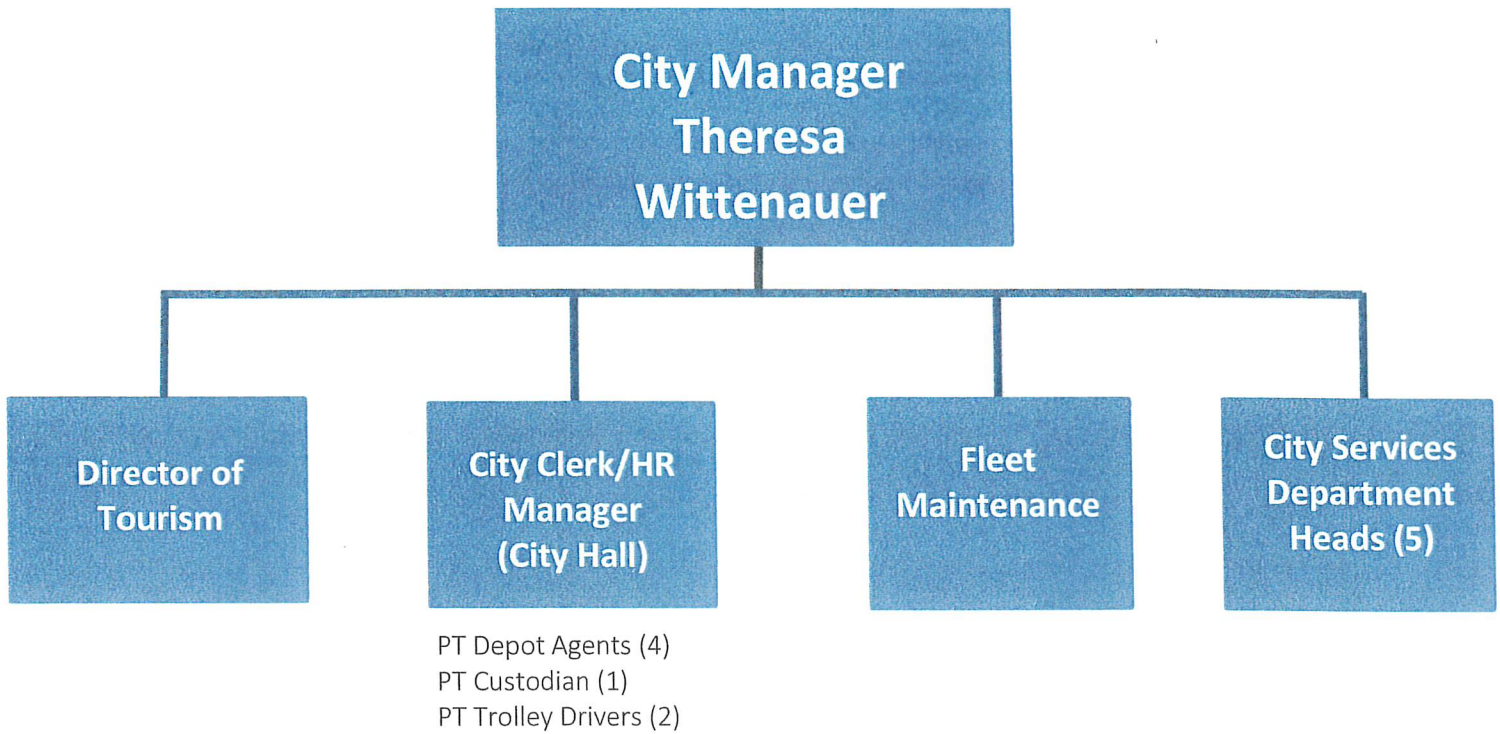 City Manager
Theresa
Wittenauer
Director of
Tourism
City Clerk/HR
Manager
(City Hall)
Fleet
Maintenance
City Services
Department
Heads (5)
PT Depot Agents (4)
PT Custodian (1)
PT Trolley Drivers (2)